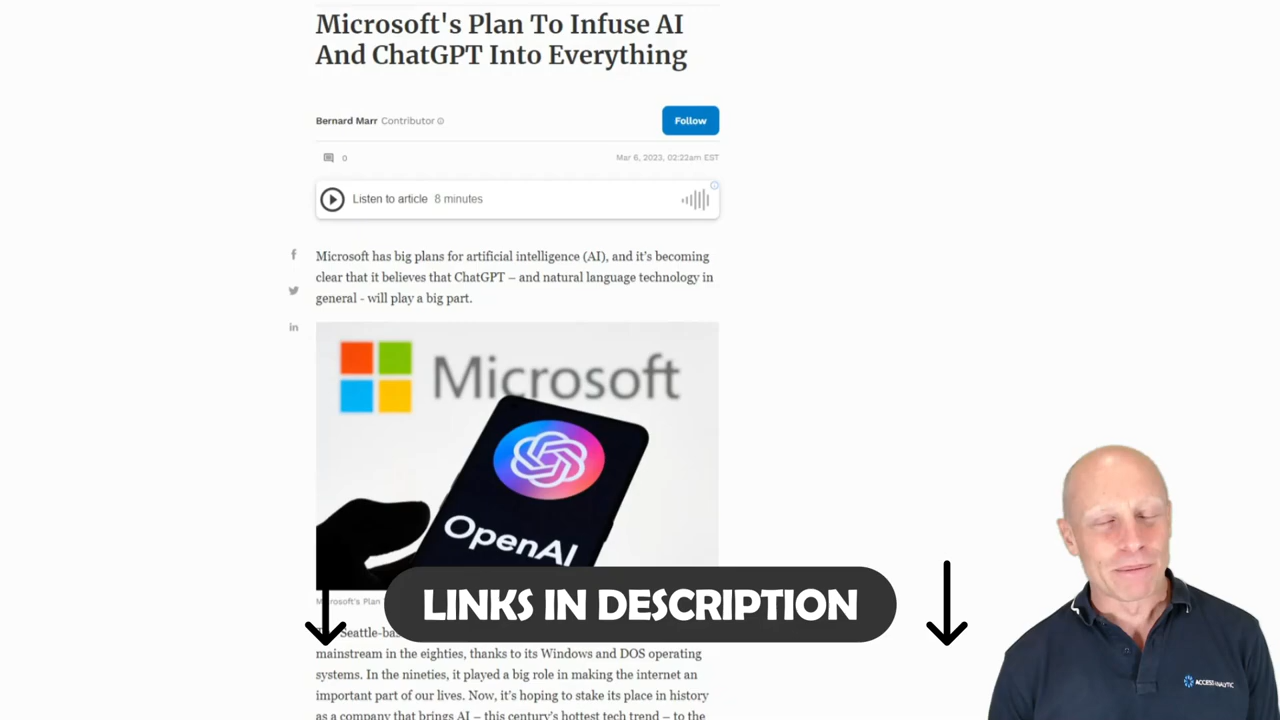 Microsoft's Plan To Infuse AI
And ChatGPT Into Everything
Bernard Marr Contributor
Follow
0
Mar 6, 2023, 02:22am EST
Listen to article 8 minutes
Microsoft has big plans for artificial intelligence (AI), and it's becoming
clear that it believes that ChatGPT – and natural language technology in
general - will play a big part.
Microsoft
OpenAI
LINKS IN DESCRIPTION
Microsoft's Plan
Seattle-bas
mainstream in the eighties, thanks to its Windows and DOS operating
systems. In the nineties, it played a big role in making the internet an
important part of our lives. Now, it's hoping to stake its place in history
as a company that brings AI – this century's hottest tech trend – to the
ACCESS ANALYTIC